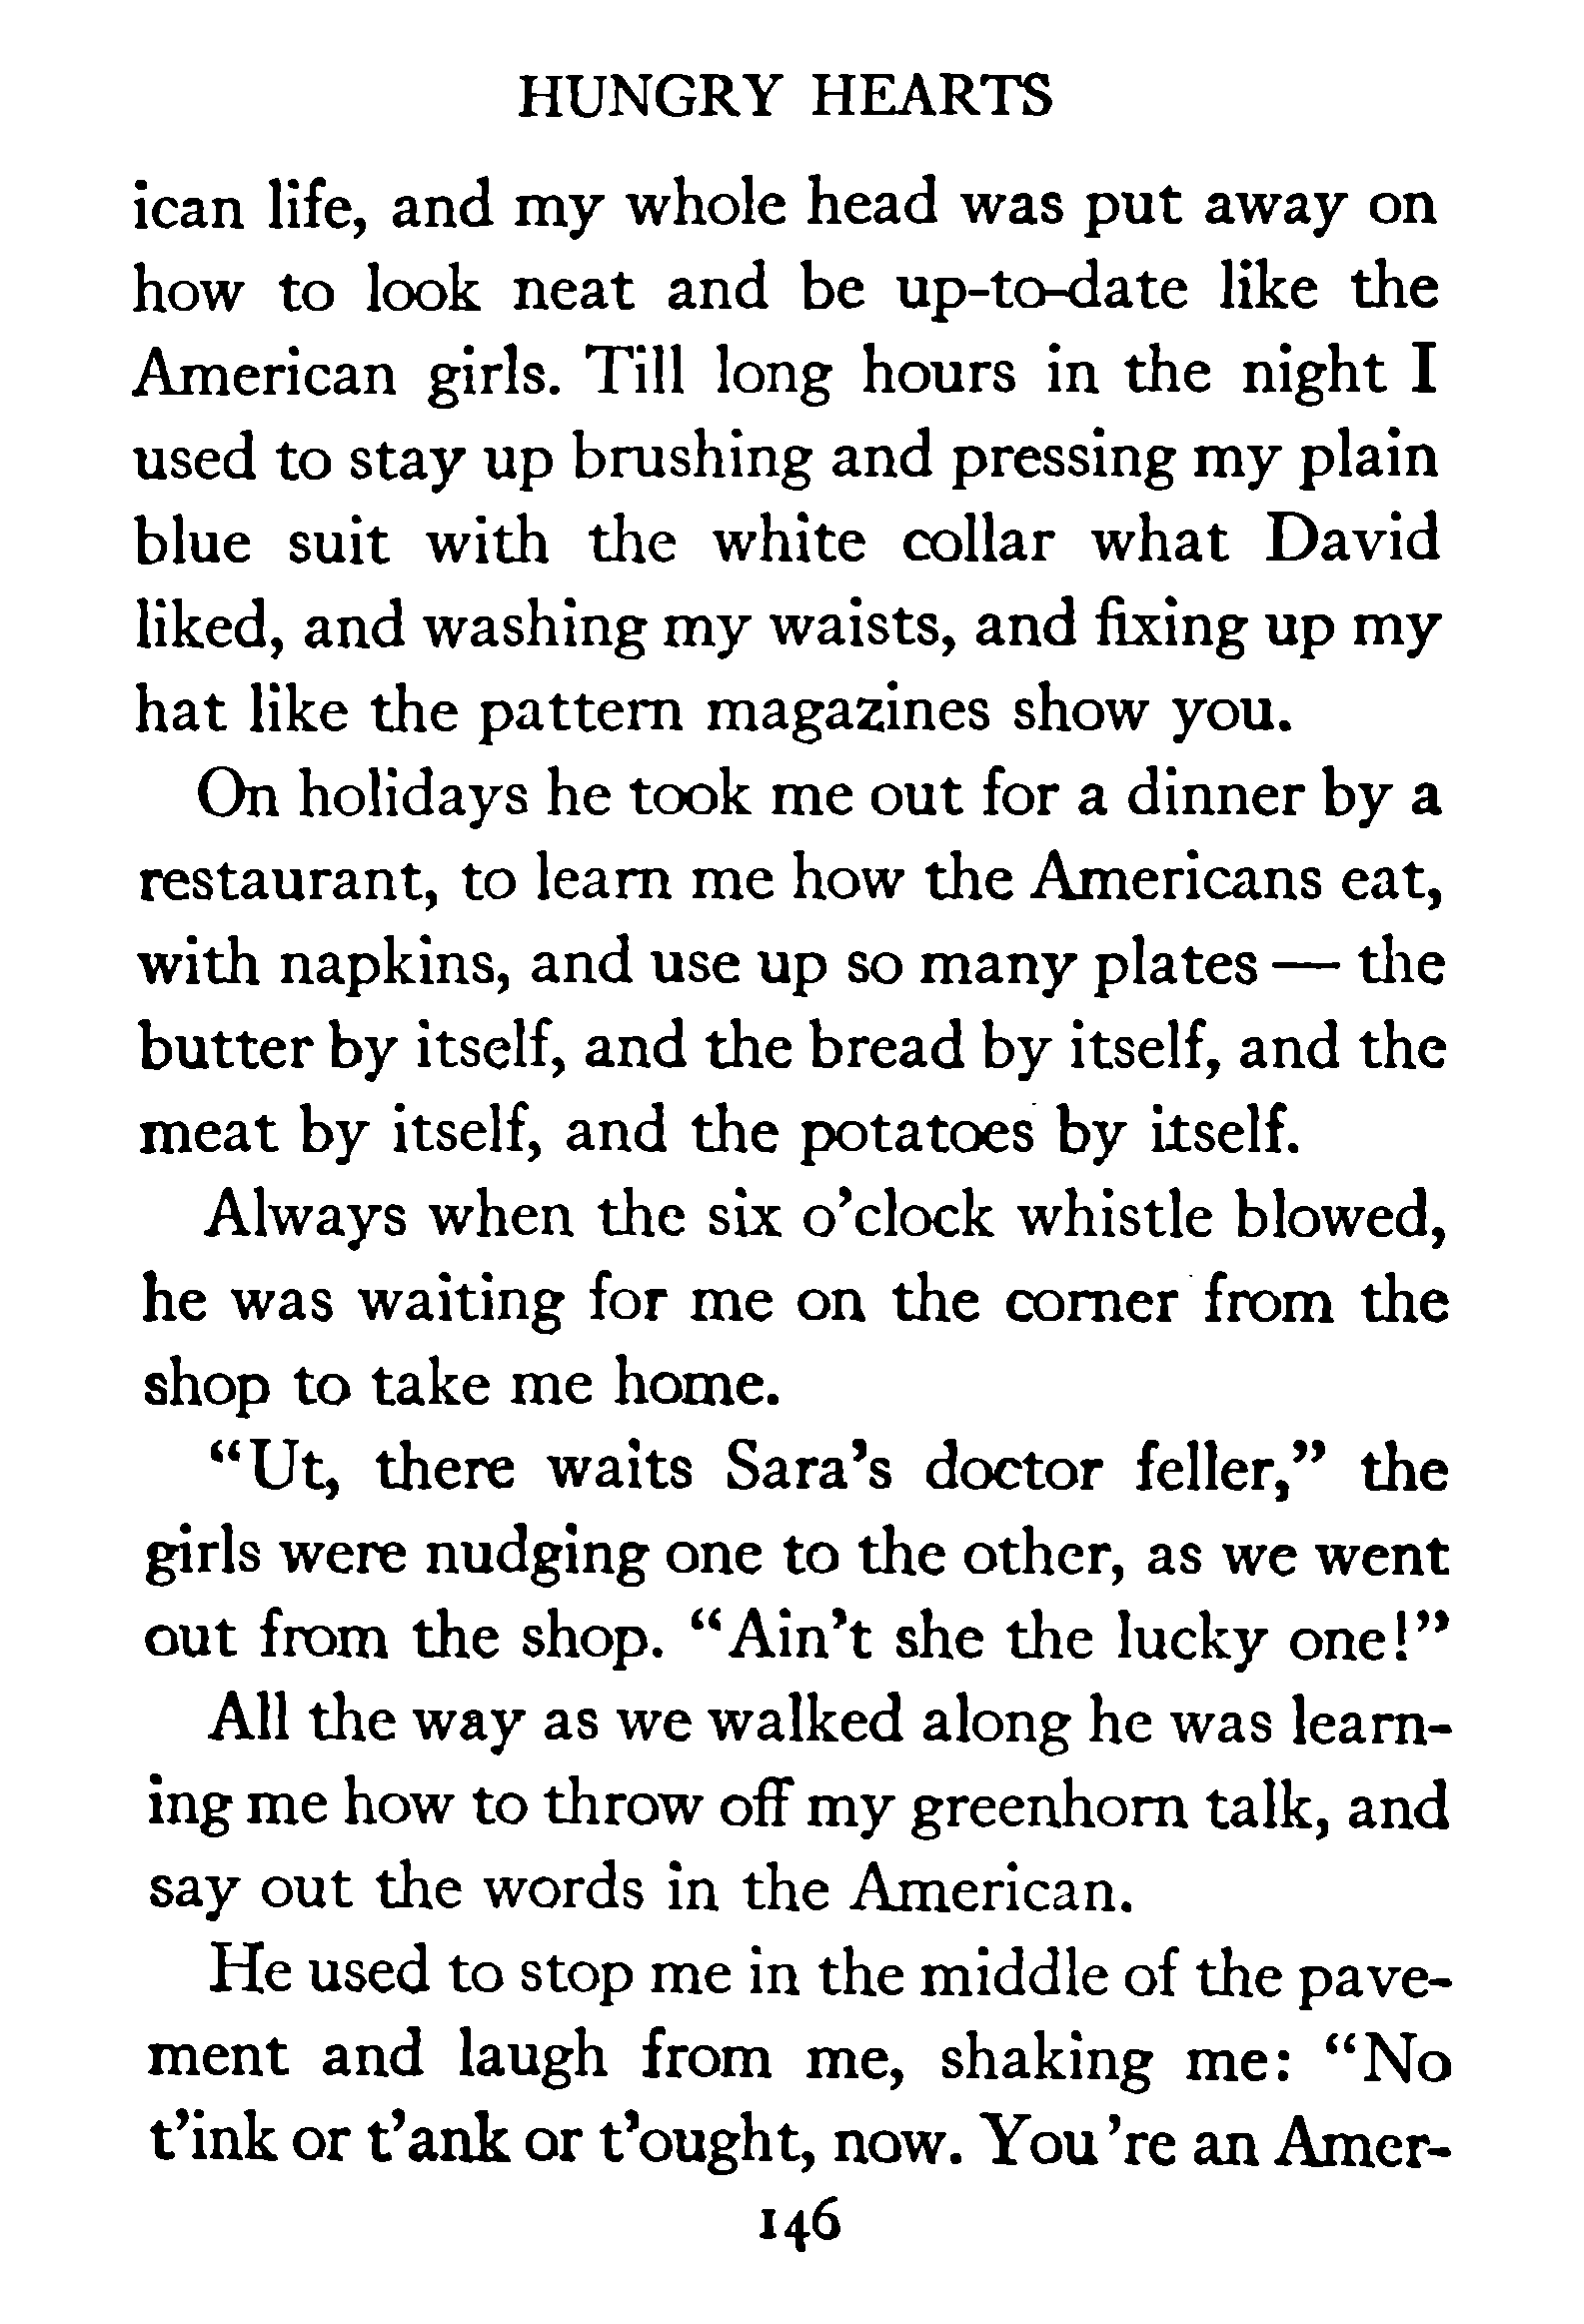 HUNGRY HEARTS
ican life, and my whole head was put away on
how to look neat and be up-to-date like the
American girls. Till long hours in the night I
used to stay up brushing and pressing my plain
blue suit with the white collar what David
liked, and washing my waists, and fixing up my
hat like the pattern magazines show you.
On holidays he took me out for a dinner by a
restaurant, to learn me how the Americans eat,
with napkins, and use up so many plates — the
butter by itself, and the bread by itself, and the
meat by itself, and the potatoes by itself.
Always when the six o'clock whistle blowed,
he was waiting for me on the corner from the
shop to take me home.
"Ut, there waits Sara's doctor feller," the
girls were nudging one to the other, as we went
out from the shop. "Ain't she the lucky one!"
All the way as we walked along he was learn-
ing me how to throw off my greenhorn talk, and
say out the words in the American.
He used to stop me in the middle of the pave-
ment and laugh from me, shaking me: "No
t'ink or t'ank or t'ought, now. You 're an Amer-
146